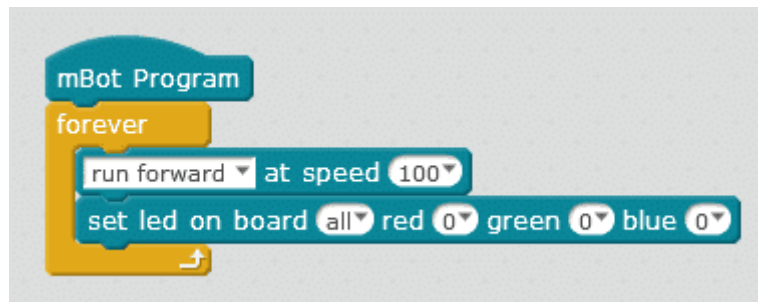 mBot Program
forever
run forward at speed 100
set led on board all red 0 green 0 blue 0